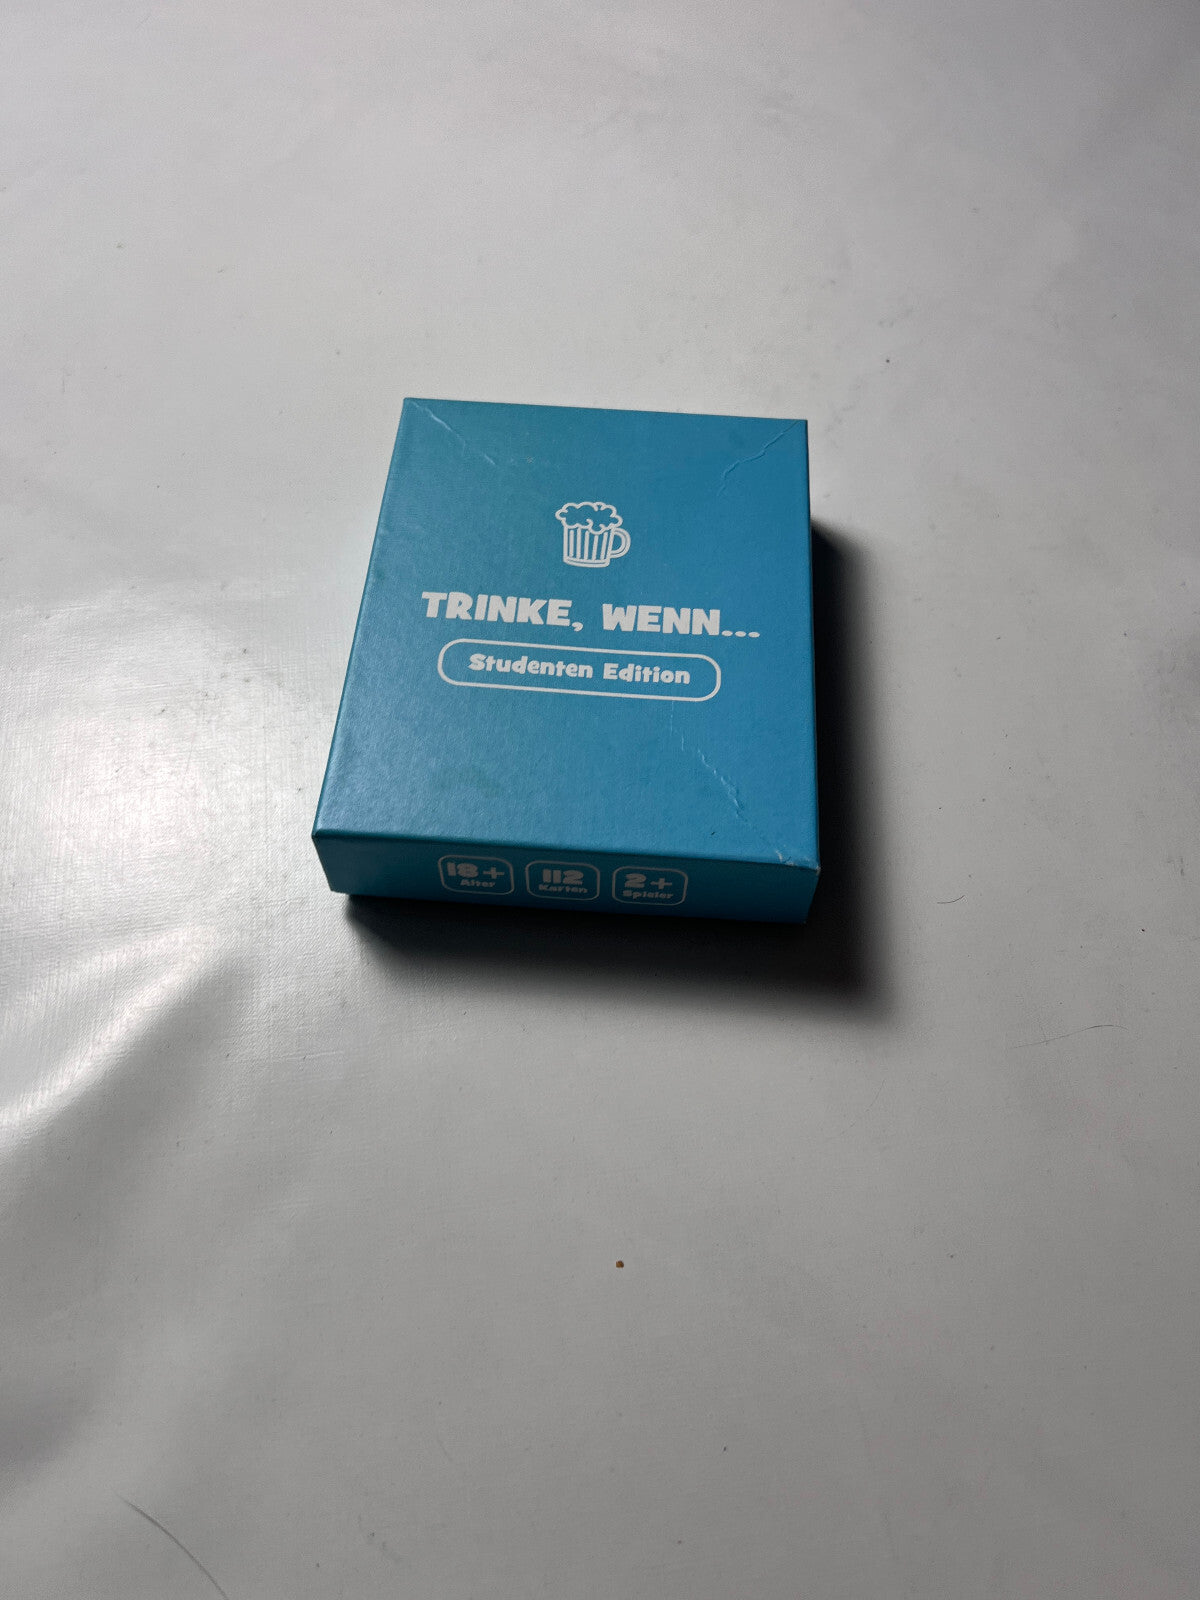 TRINKE, WENN...
Studenten Edition
18+ 112 2+
Alter Karten Spieler